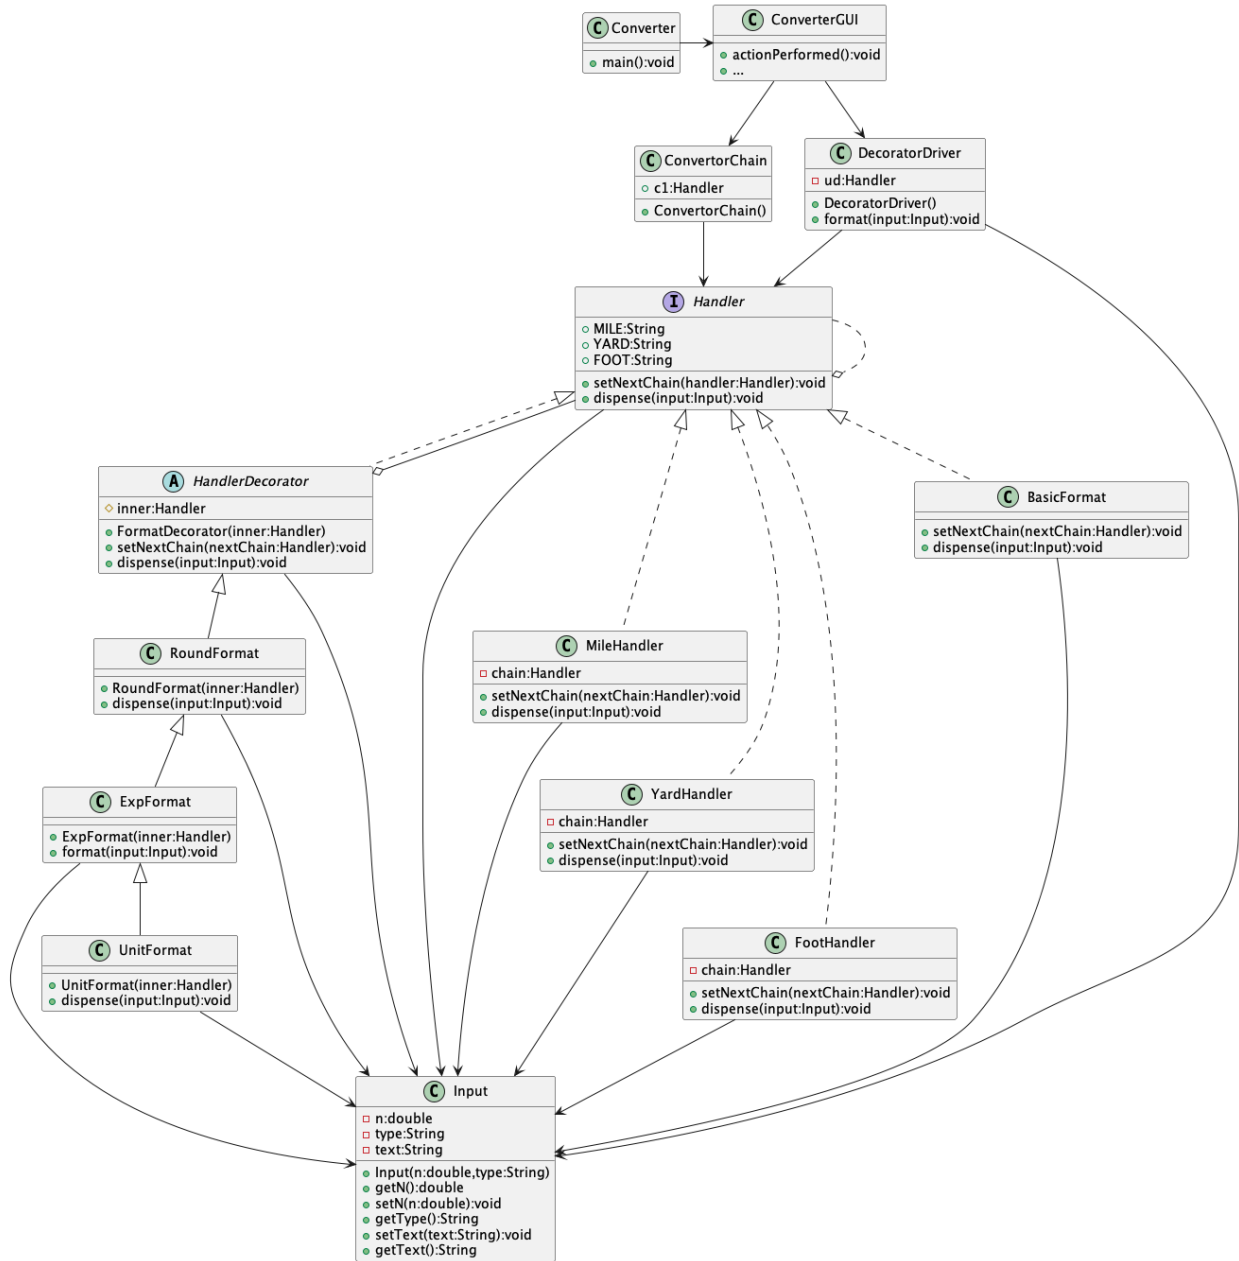 C Converter
main():void
C ConverterGUI
actionPerformed():void
...
C ConvertorChain
c1:Handler
ConvertorChain()
C DecoratorDriver
ud:Handler
DecoratorDriver()
format(input:Input):void
I Handler
MILE:String
YARD:String
FOOT:String
setNextChain(handler:Handler):void
dispense(input:Input):void
A HandlerDecorator
inner:Handler
FormatDecorator(inner:Handler)
setNextChain(nextChain:Handler):void
dispense(input:Input):void
C BasicFormat
setNextChain(nextChain:Handler):void
dispense(input:Input):void
C RoundFormat
RoundFormat(inner:Handler)
dispense(input:Input):void
C MileHandler
chain:Handler
setNextChain(nextChain:Handler):void
dispense(input:Input):void
C ExpFormat
ExpFormat(inner:Handler)
format(input:Input):void
C YardHandler
chain:Handler
setNextChain(nextChain:Handler):void
dispense(input:Input):void
C UnitFormat
UnitFormat(inner:Handler)
dispense(input:Input):void
C FootHandler
chain:Handler
setNextChain(nextChain:Handler):void
dispense(input:Input):void
C Input
n:double
type:String
text:String
Input(n:double,type:String)
getN():double
setN(n:double):void
getType():String
setText(text:String):void
getText():String